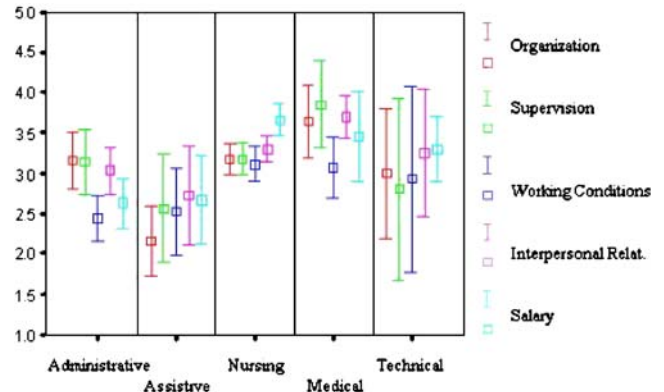 5.0
4.5
4.0
3.5
3.0
2.5
2.0
1.5
1.0
Administrative
Assistive
Nursing
Medical
Technical
Organization
Supervision
Working Conditions
Interpersonal Relat.
Salary